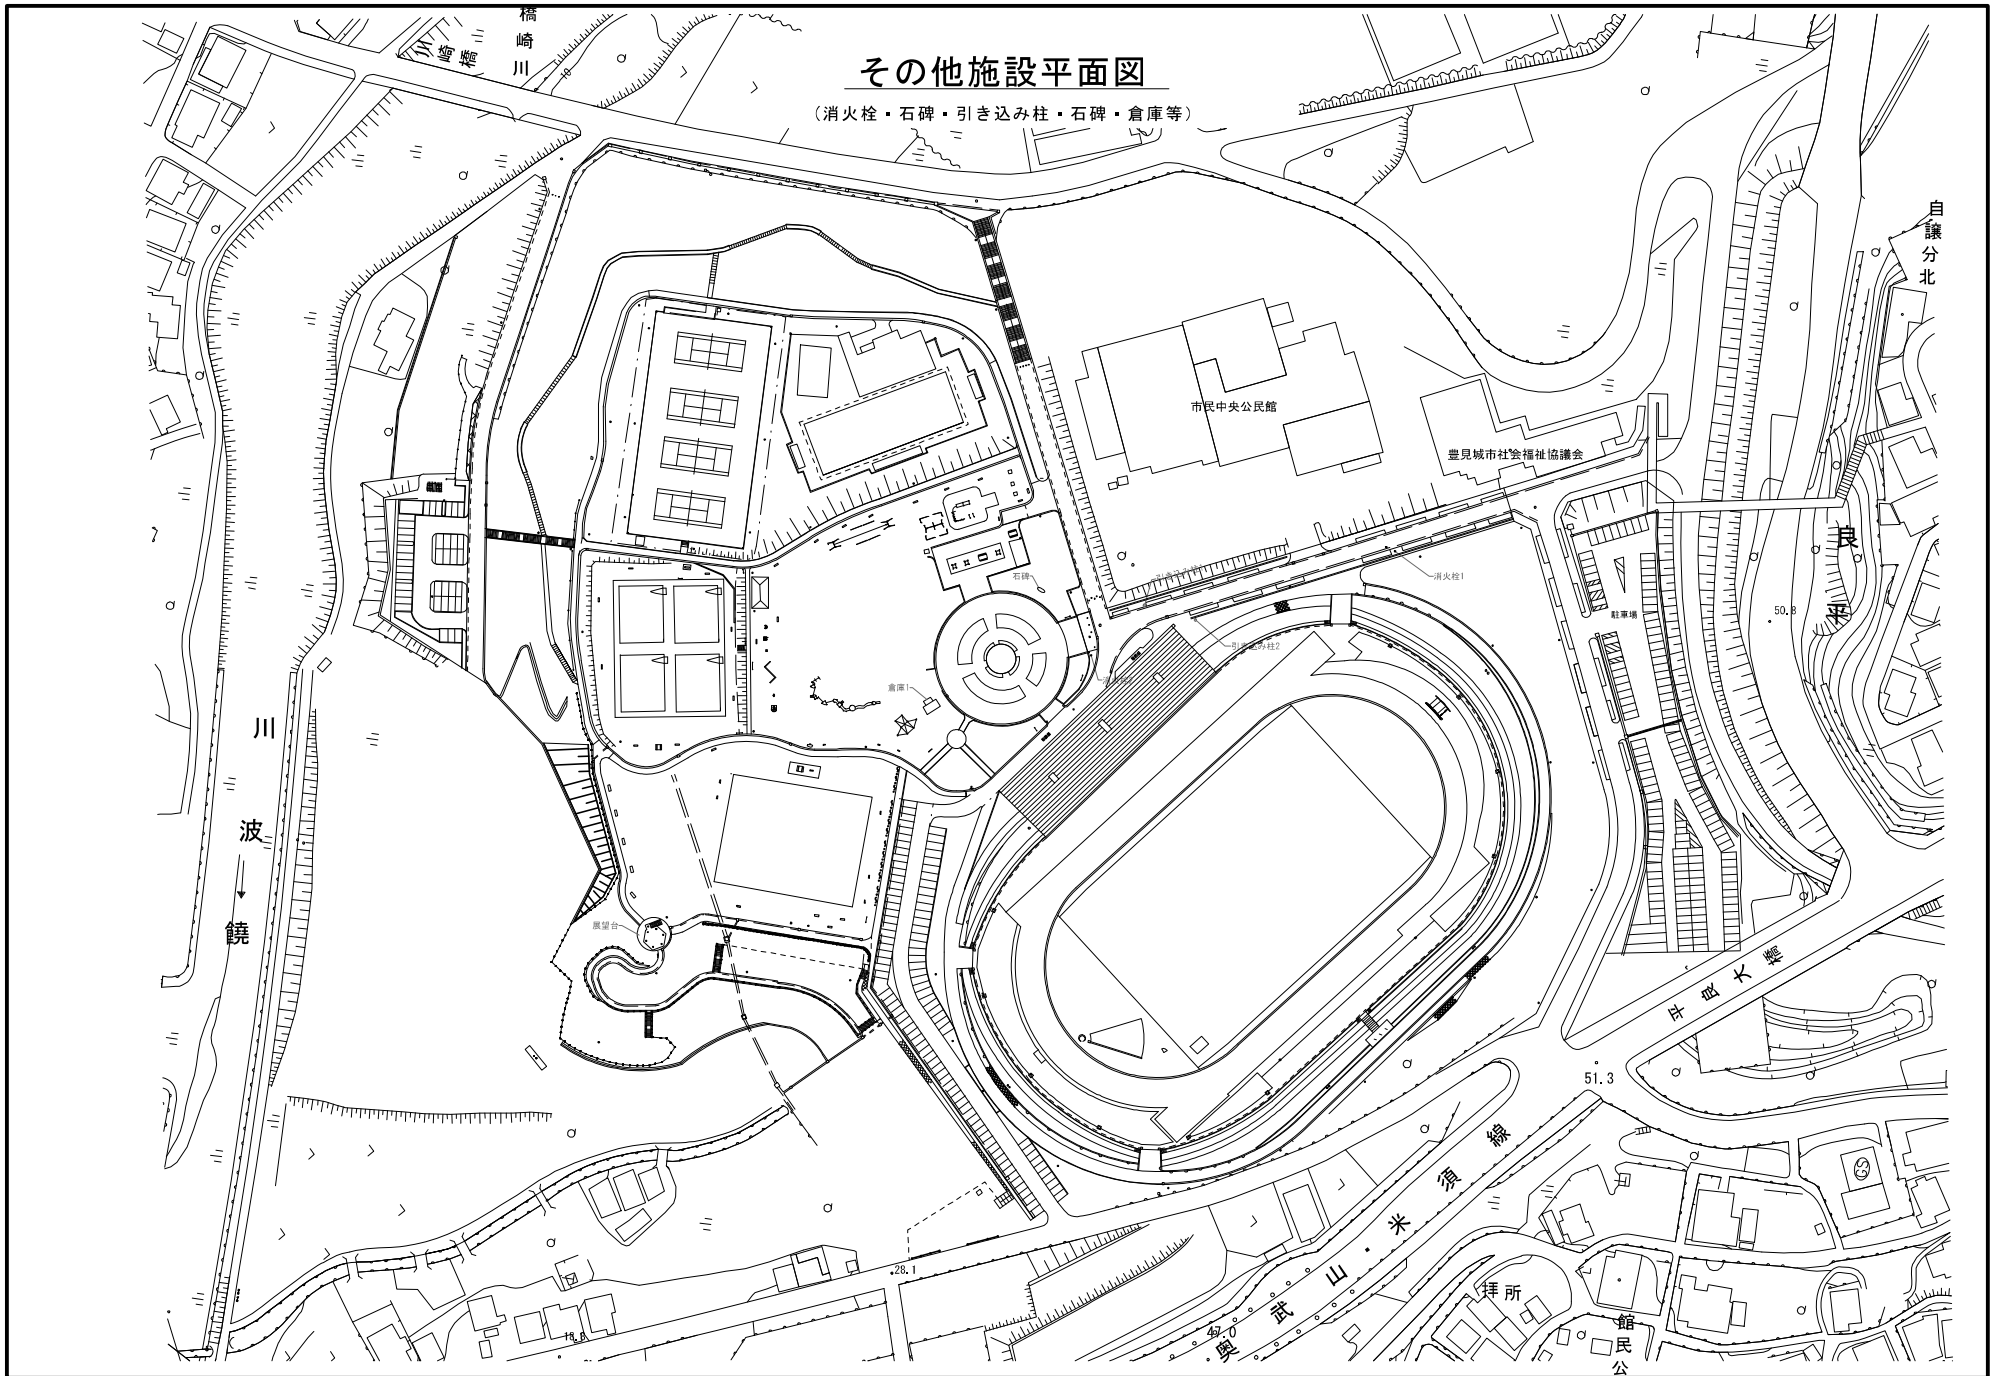 その他施設平面図
(消火栓・石碑・引き込み柱・石碑・倉庫等)
橋崎川
橋崎川
10
自譲分北
市民中央公民館
豊見城市社会福祉協議会
石碑
消火栓1
引き込み柱2
倉庫1
駐車場
50.8
良
平
川
波
饒
展望台
平良大橋
51.3
奥武山・米須線
GS
28.1
18.8
47.0
拝所
館民公